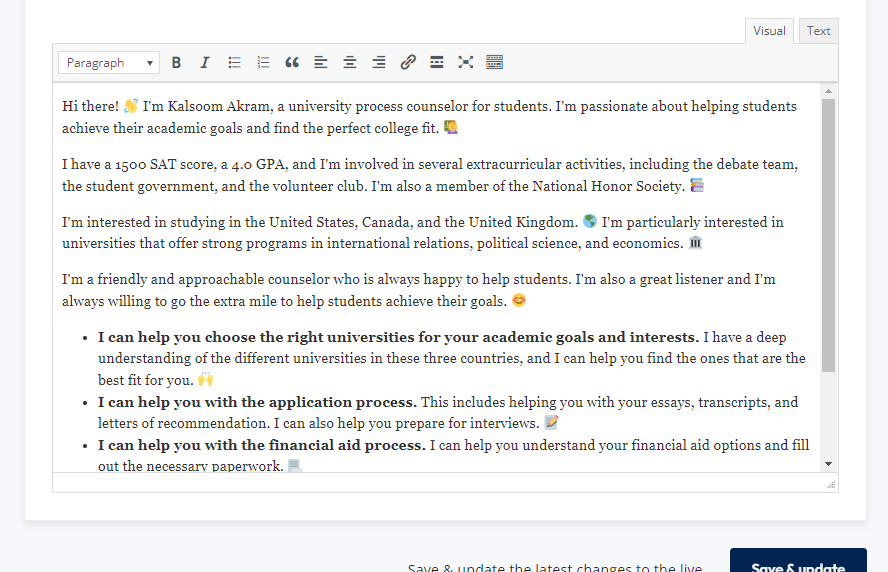 Visual Text
Paragraph
Hi there! 👋 I'm Kalsoom Akram, a university process counselor for students. I'm passionate about helping students
achieve their academic goals and find the perfect college fit.
I have a 1500 SAT score, a 4.0 GPA, and I'm involved in several extracurricular activities, including the debate team,
the student government, and the volunteer club. I'm also a member of the National Honor Society. 📚
I'm interested in studying in the United States, Canada, and the United Kingdom. 🌎 I'm particularly interested in
universities that offer strong programs in international relations, political science, and economics. 🏛️
I'm a friendly and approachable counselor who is always happy to help students. I'm also a great listener and I'm
always willing to go the extra mile to help students achieve their goals. 😊
• I can help you choose the right universities for your academic goals and interests. I have a deep
understanding of the different universities in these three countries, and I can help you find the ones that are the
best fit for you. 🙌
• I can help you with the application process. This includes helping you with your essays, transcripts, and
letters of recommendation. I can also help you prepare for interviews. 📝
• I can help you with the financial aid process. I can help you understand your financial aid options and fill
out the necessary paperwork.
Save & update the latest changes to the live
Save & update